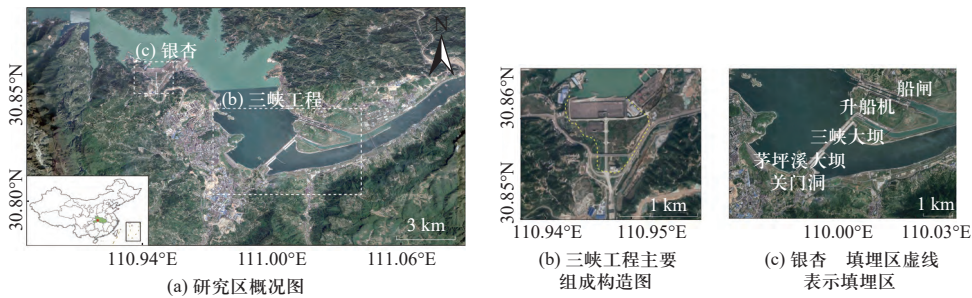 (c) 银杏
N
(b) 三峡工程
3 km
30.85°N
30.80°N
110.94°E
111.00°E
111.06°E
(a) 研究区概况图
30.86°N
30.85°N
1 km
110.94°E
110.95°E
(b) 三峡工程主要
组成构造图
船闸
升船机
三峡大坝
茅坪溪大坝
关门洞
1 km
110.00°E
110.03°E
(c) 银杏 填埋区虚线
表示填埋区